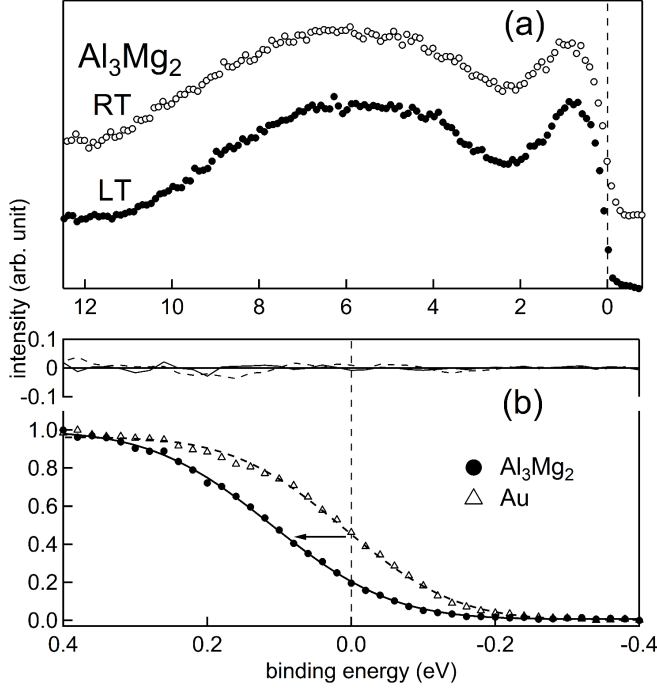 (a)
Al3Mg2
RT
LT
12 10 8 6 4 2 0
intensity (arb. unit)
0.1
0
-0.1
(b)
1.0
0.8
0.6
0.4
0.2
0.0
Al3Mg2
Au
0.4 0.2 0.0 -0.2 -0.4
binding energy (eV)